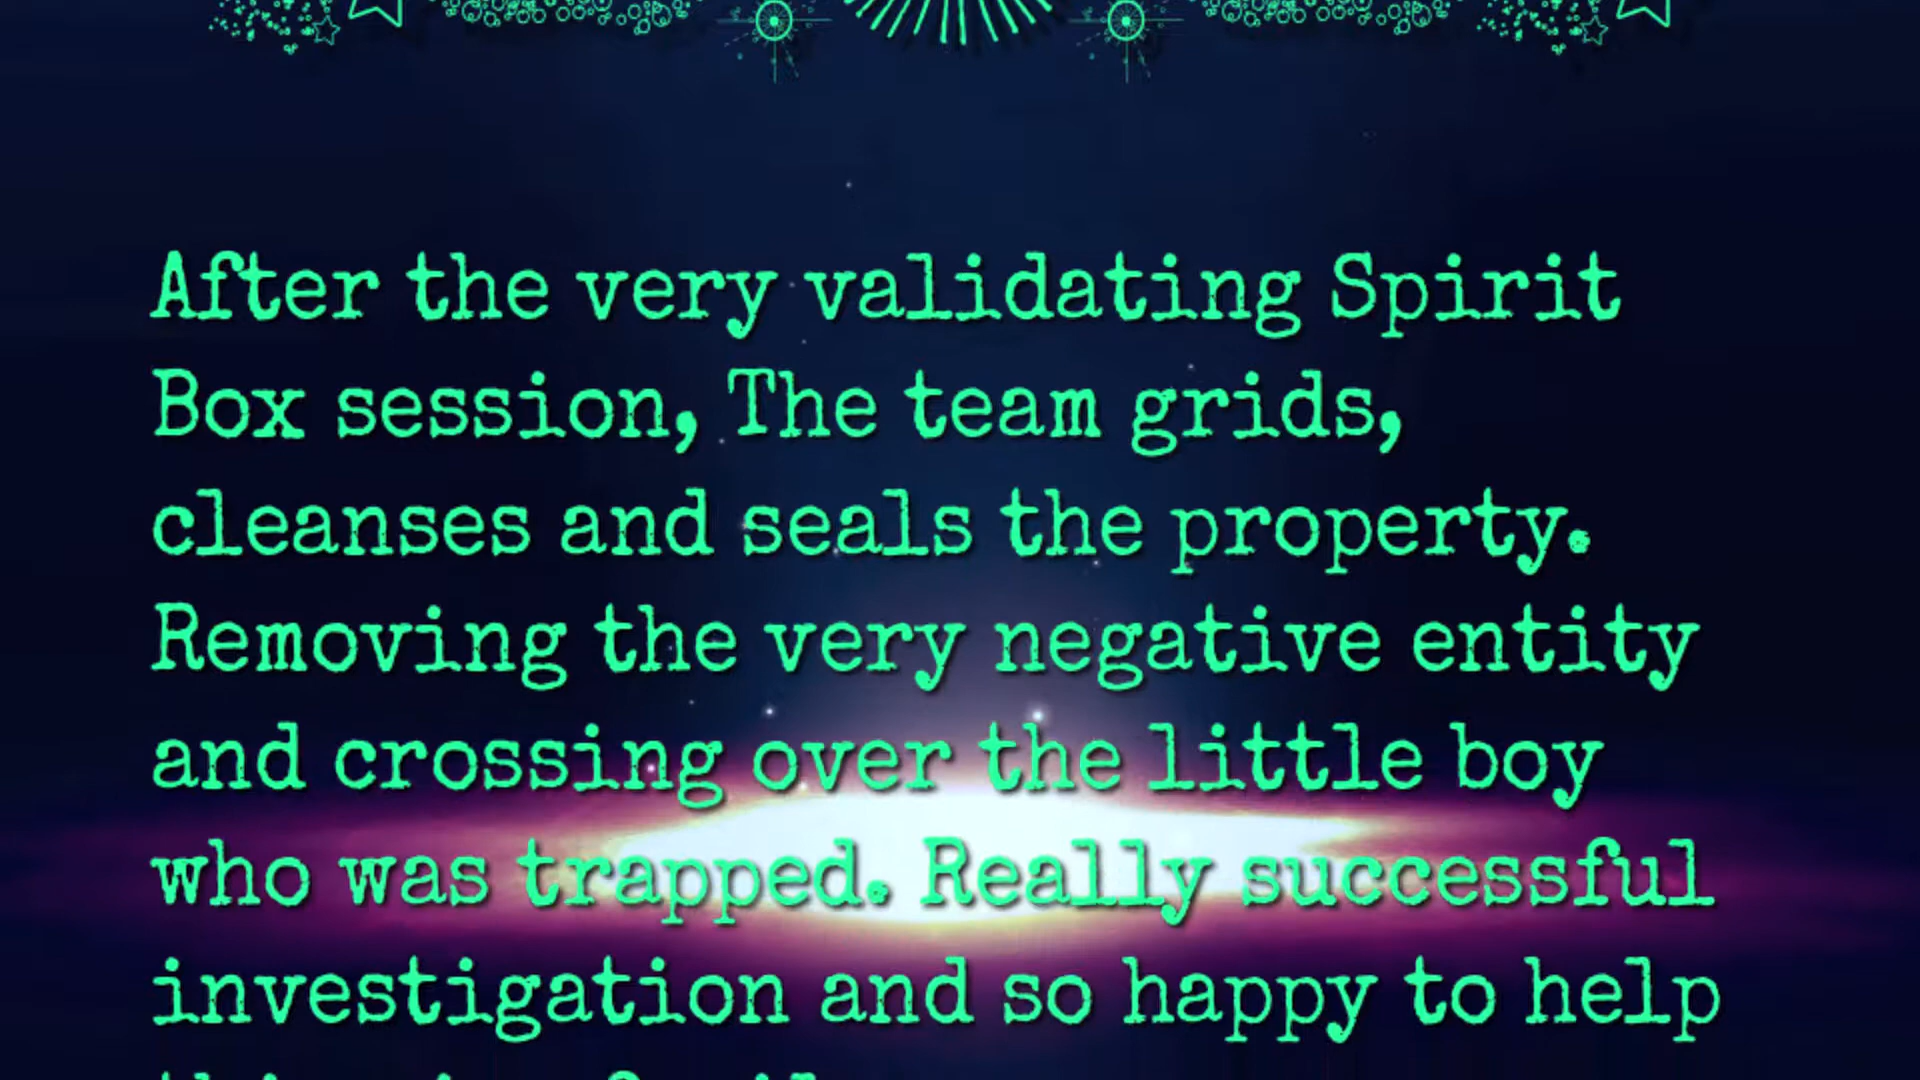 After the very validating Spirit
Box session, The team grids,
cleanses and seals the property.
Removing the very negative entity
and crossing over the little boy
who was trapped. Really successful
investigation and so happy to help